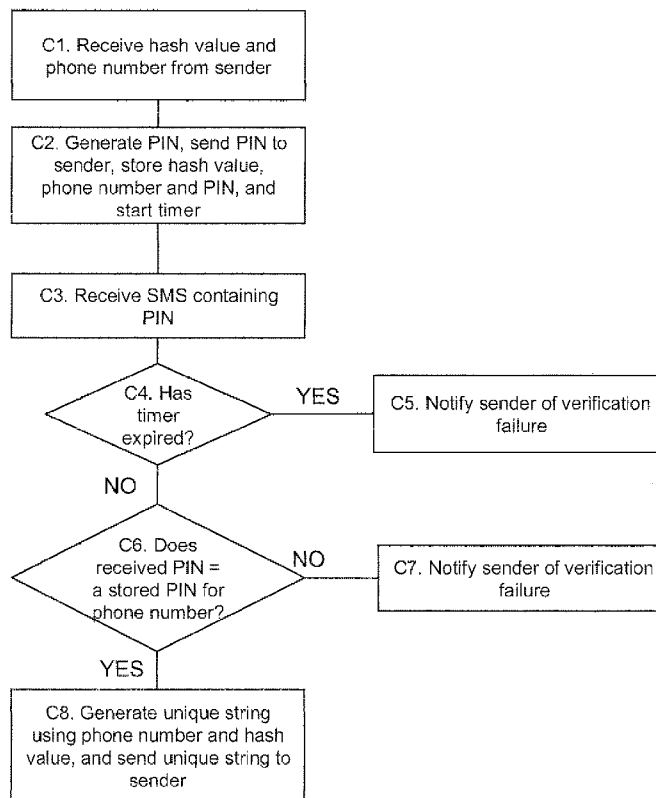 C1. Receive hash value and
phone number from sender
C2. Generate PIN, send PIN to
sender, store hash value,
phone number and PIN, and
start timer
C3. Receive SMS containing
PIN
C4. Has
timer
expired?
YES
C5. Notify sender of verification
failure
NO
C6. Does
received PIN =
a stored PIN for
phone number?
NO
C7. Notify sender of verification
failure
YES
C8. Generate unique string
using phone number and hash
value, and send unique string to
sender